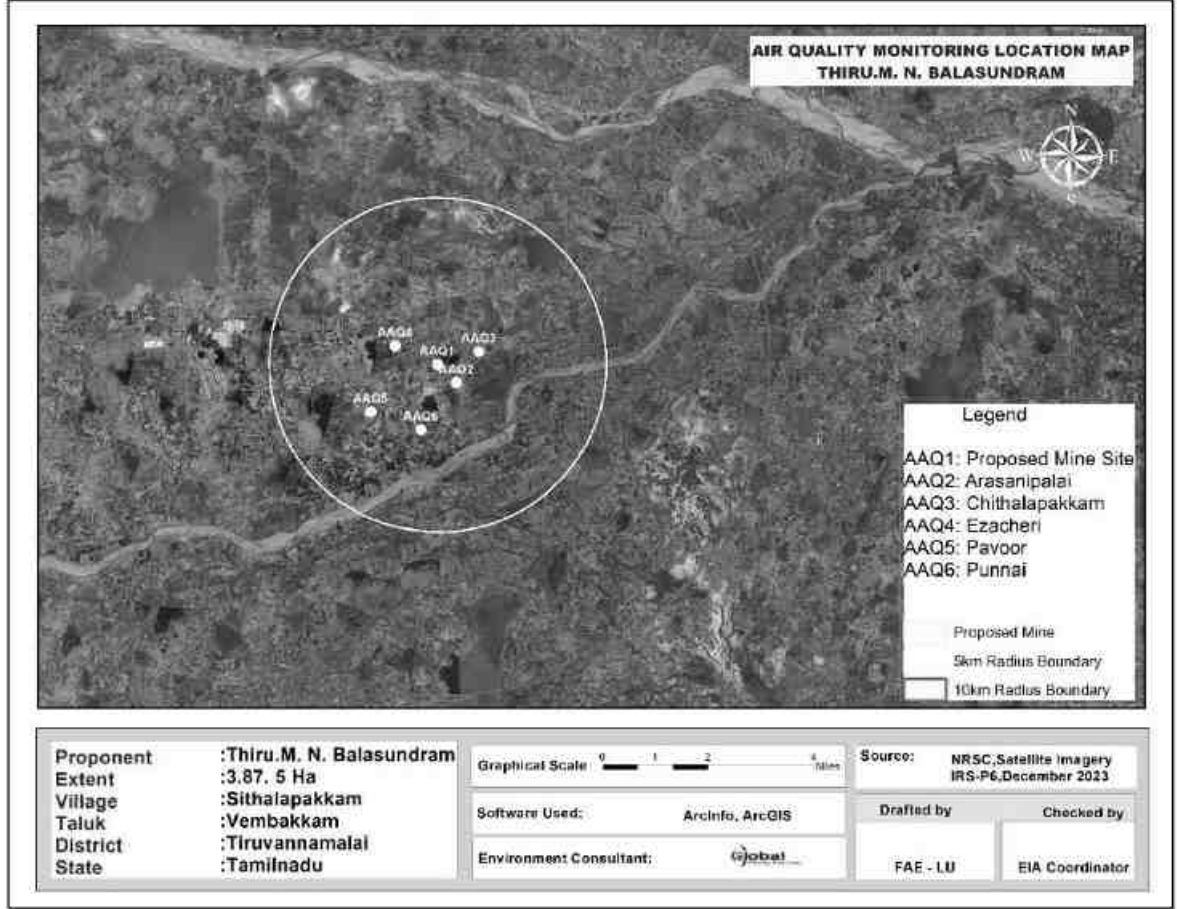 AIR QUALITY MONITORING LOCATION MAP
THIRU.M. N. BALASUNDRAM
N
W E
S
AAQ4
AAQ3
AAQ1
AAQ2
AAQ5
AAQ6
Legend
AAQ1: Proposed Mine Site
AAQ2: Arasanipalai
AAQ3: Chithalapakkam
AAQ4: Ezacheri
AAQ5: Pavoor
AAQ6: Punnai
Proposed Mine
5km Radius Boundary
10km Radius Boundary
Proponent :Thiru.M. N. Balasundram
Extent :3.87. 5 Ha
Village :Sithalapakkam
Taluk :Vembakkam
District :Tiruvannamalai
State :Tamilnadu
Graphical Scale 0 1 2 4 Miles
Software Used: ArcInfo, ArcGIS
Environment Consultant: Global
Source: NRSC,Satellite Imagery
IRS-P6,December 2023
Drafted by Checked by
FAE - LU EIA Coordinator